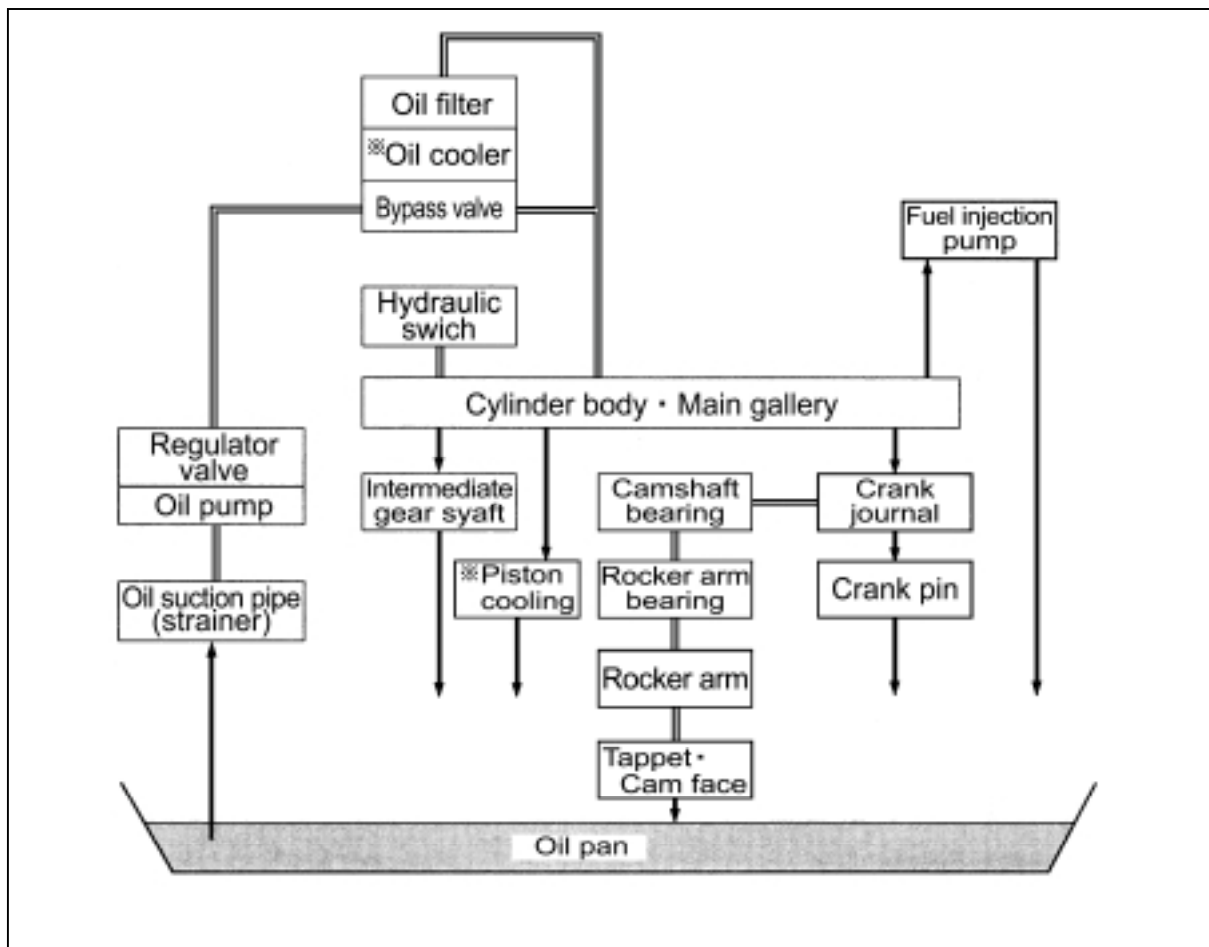 Oil filter
※Oil cooler
Bypass valve
Fuel injection
pump
Hydraulic
swich
Cylinder body・Main gallery
Regulator
valve
Oil pump
Intermediate
gear syaft
Camshaft
bearing
Crank
journal
Oil suction pipe
(strainer)
※Piston
cooling
Rocker arm
bearing
Crank pin
Rocker arm
Tappet・
Cam face
Oil pan